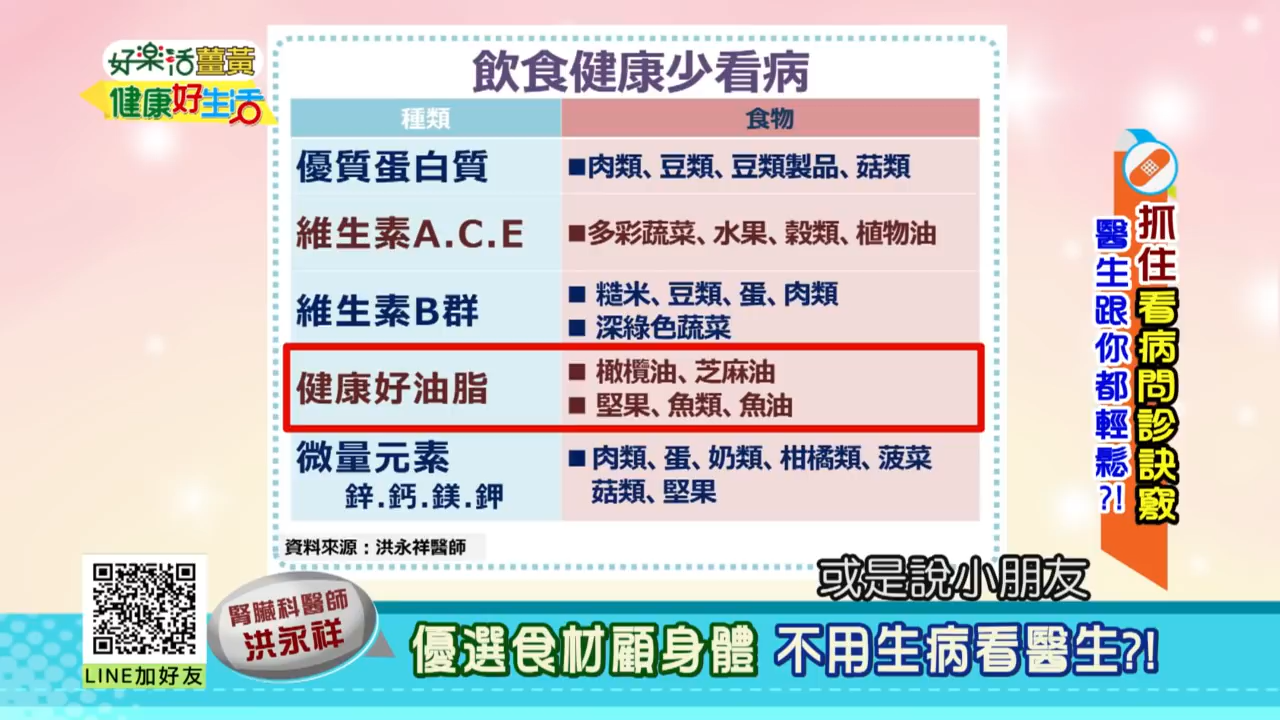 好樂活薑黃
健康好生活
飲食健康少看病
種類
食物
優質蛋白質
■肉類、豆類、豆類製品、菇類
維生素A.C.E
■多彩蔬菜、水果、穀類、植物油
維生素B群
■ 糙米、豆類、蛋、肉類
■ 深綠色蔬菜
健康好油脂
■ 橄欖油、芝麻油
■ 堅果、魚類、魚油
微量元素
鋅.鈣.鎂.鉀
■肉類、蛋、奶類、柑橘類、菠菜
菇類、堅果
資料來源：洪永祥醫師
抓住看病問診訣竅
醫生跟你都輕鬆?!
或是說小朋友
LINE加好友
腎臟科醫師
洪永祥
優選食材顧身體 不用生病看醫生?!